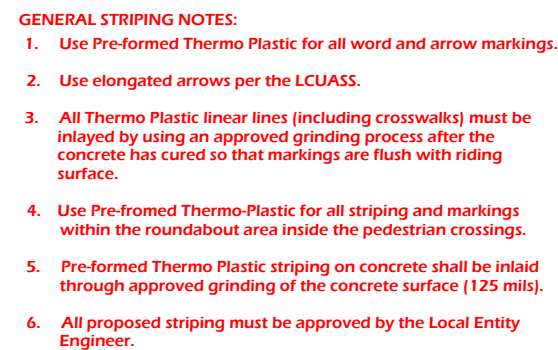 GENERAL STRIPING NOTES:
1. Use Pre-formed Thermo Plastic for all word and arrow markings.
2. Use elongated arrows per the LCUASS.
3. All Thermo Plastic linear lines (including crosswalks) must be
inlayed by using an approved grinding process after the
concrete has cured so that markings are flush with riding
surface.
4. Use Pre-fromed Thermo-Plastic for all striping and markings
within the roundabout area inside the pedestrian crossings.
5. Pre-formed Thermo Plastic striping on concrete shall be inlaid
through approved grinding of the concrete surface (125 mils).
6. All proposed striping must be approved by the Local Entity
Engineer.